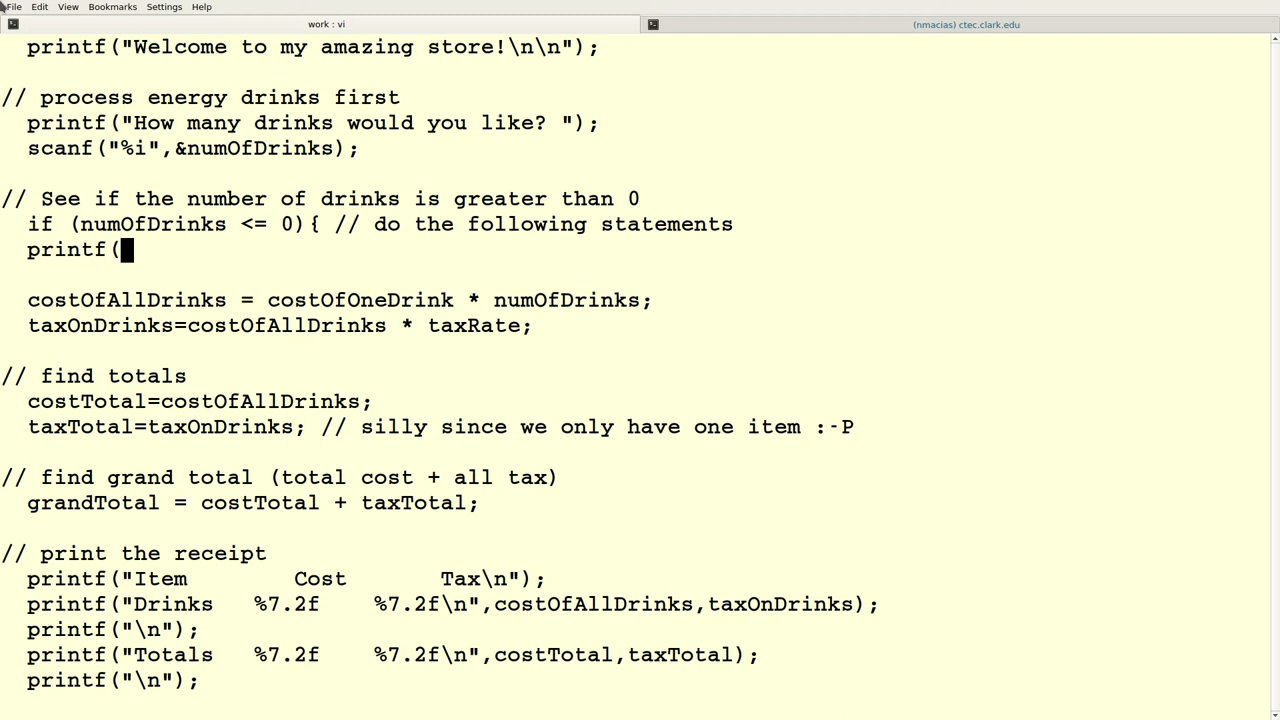 File Edit View Bookmarks Settings Help
work : vi (nmacias) ctec.clark.edu
printf("Welcome to my amazing store!\n\n");
// process energy drinks first
printf("How many drinks would you like? ");
scanf("%i",&numOfDrinks);
// See if the number of drinks is greater than 0
if (numOfDrinks <= 0){ // do the following statements
printf(
costOfAllDrinks = costOfOneDrink * numOfDrinks;
taxOnDrinks=costOfAllDrinks * taxRate;
// find totals
costTotal=costOfAllDrinks;
taxTotal=taxOnDrinks; // silly since we only have one item :-P
// find grand total (total cost + all tax)
grandTotal = costTotal + taxTotal;
// print the receipt
printf("Item        Cost       Tax\n");
printf("Drinks   %7.2f    %7.2f\n",costOfAllDrinks,taxOnDrinks);
printf("\n");
printf("Totals   %7.2f    %7.2f\n",costTotal,taxTotal);
printf("\n");